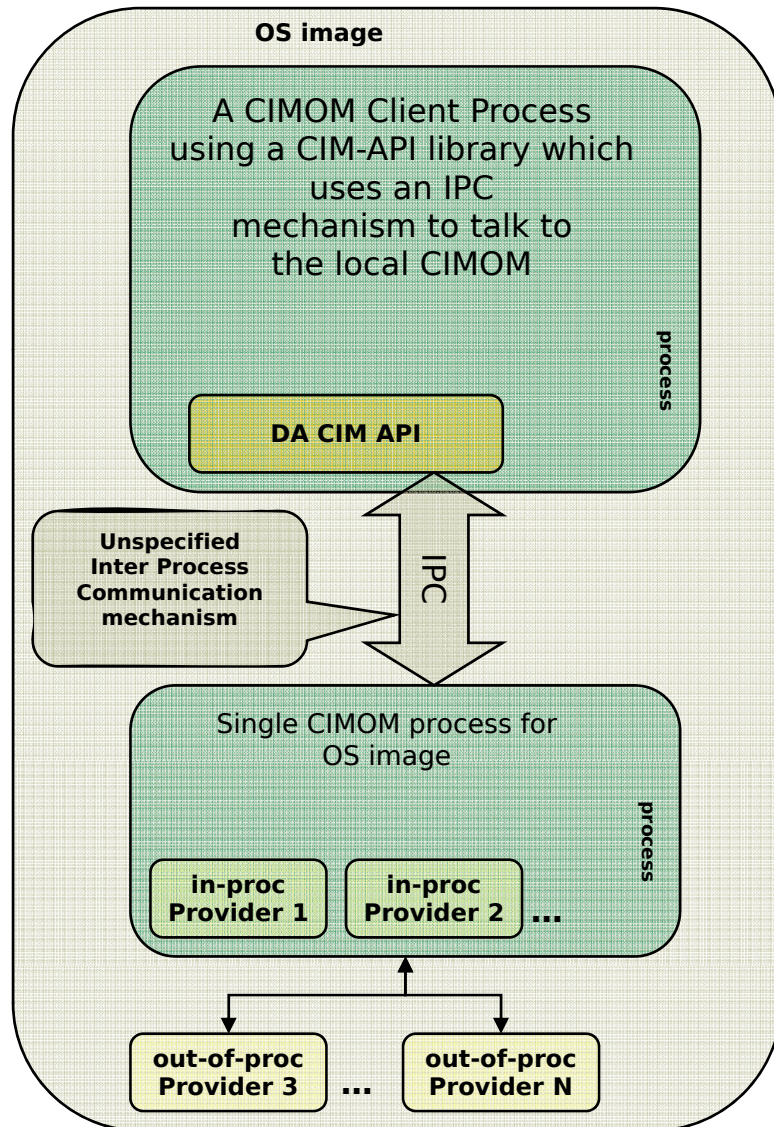 OS image
A CIMOM Client Process
using a CIM-API library which
uses an IPC
mechanism to talk to
the local CIMOM
process
DA CIM API
Unspecified
Inter Process
Communication
mechanism
IPC
Single CIMOM process for
OS image
process
in-proc
Provider 1
in-proc
Provider 2
...
out-of-proc
Provider 3
...
out-of-proc
Provider N